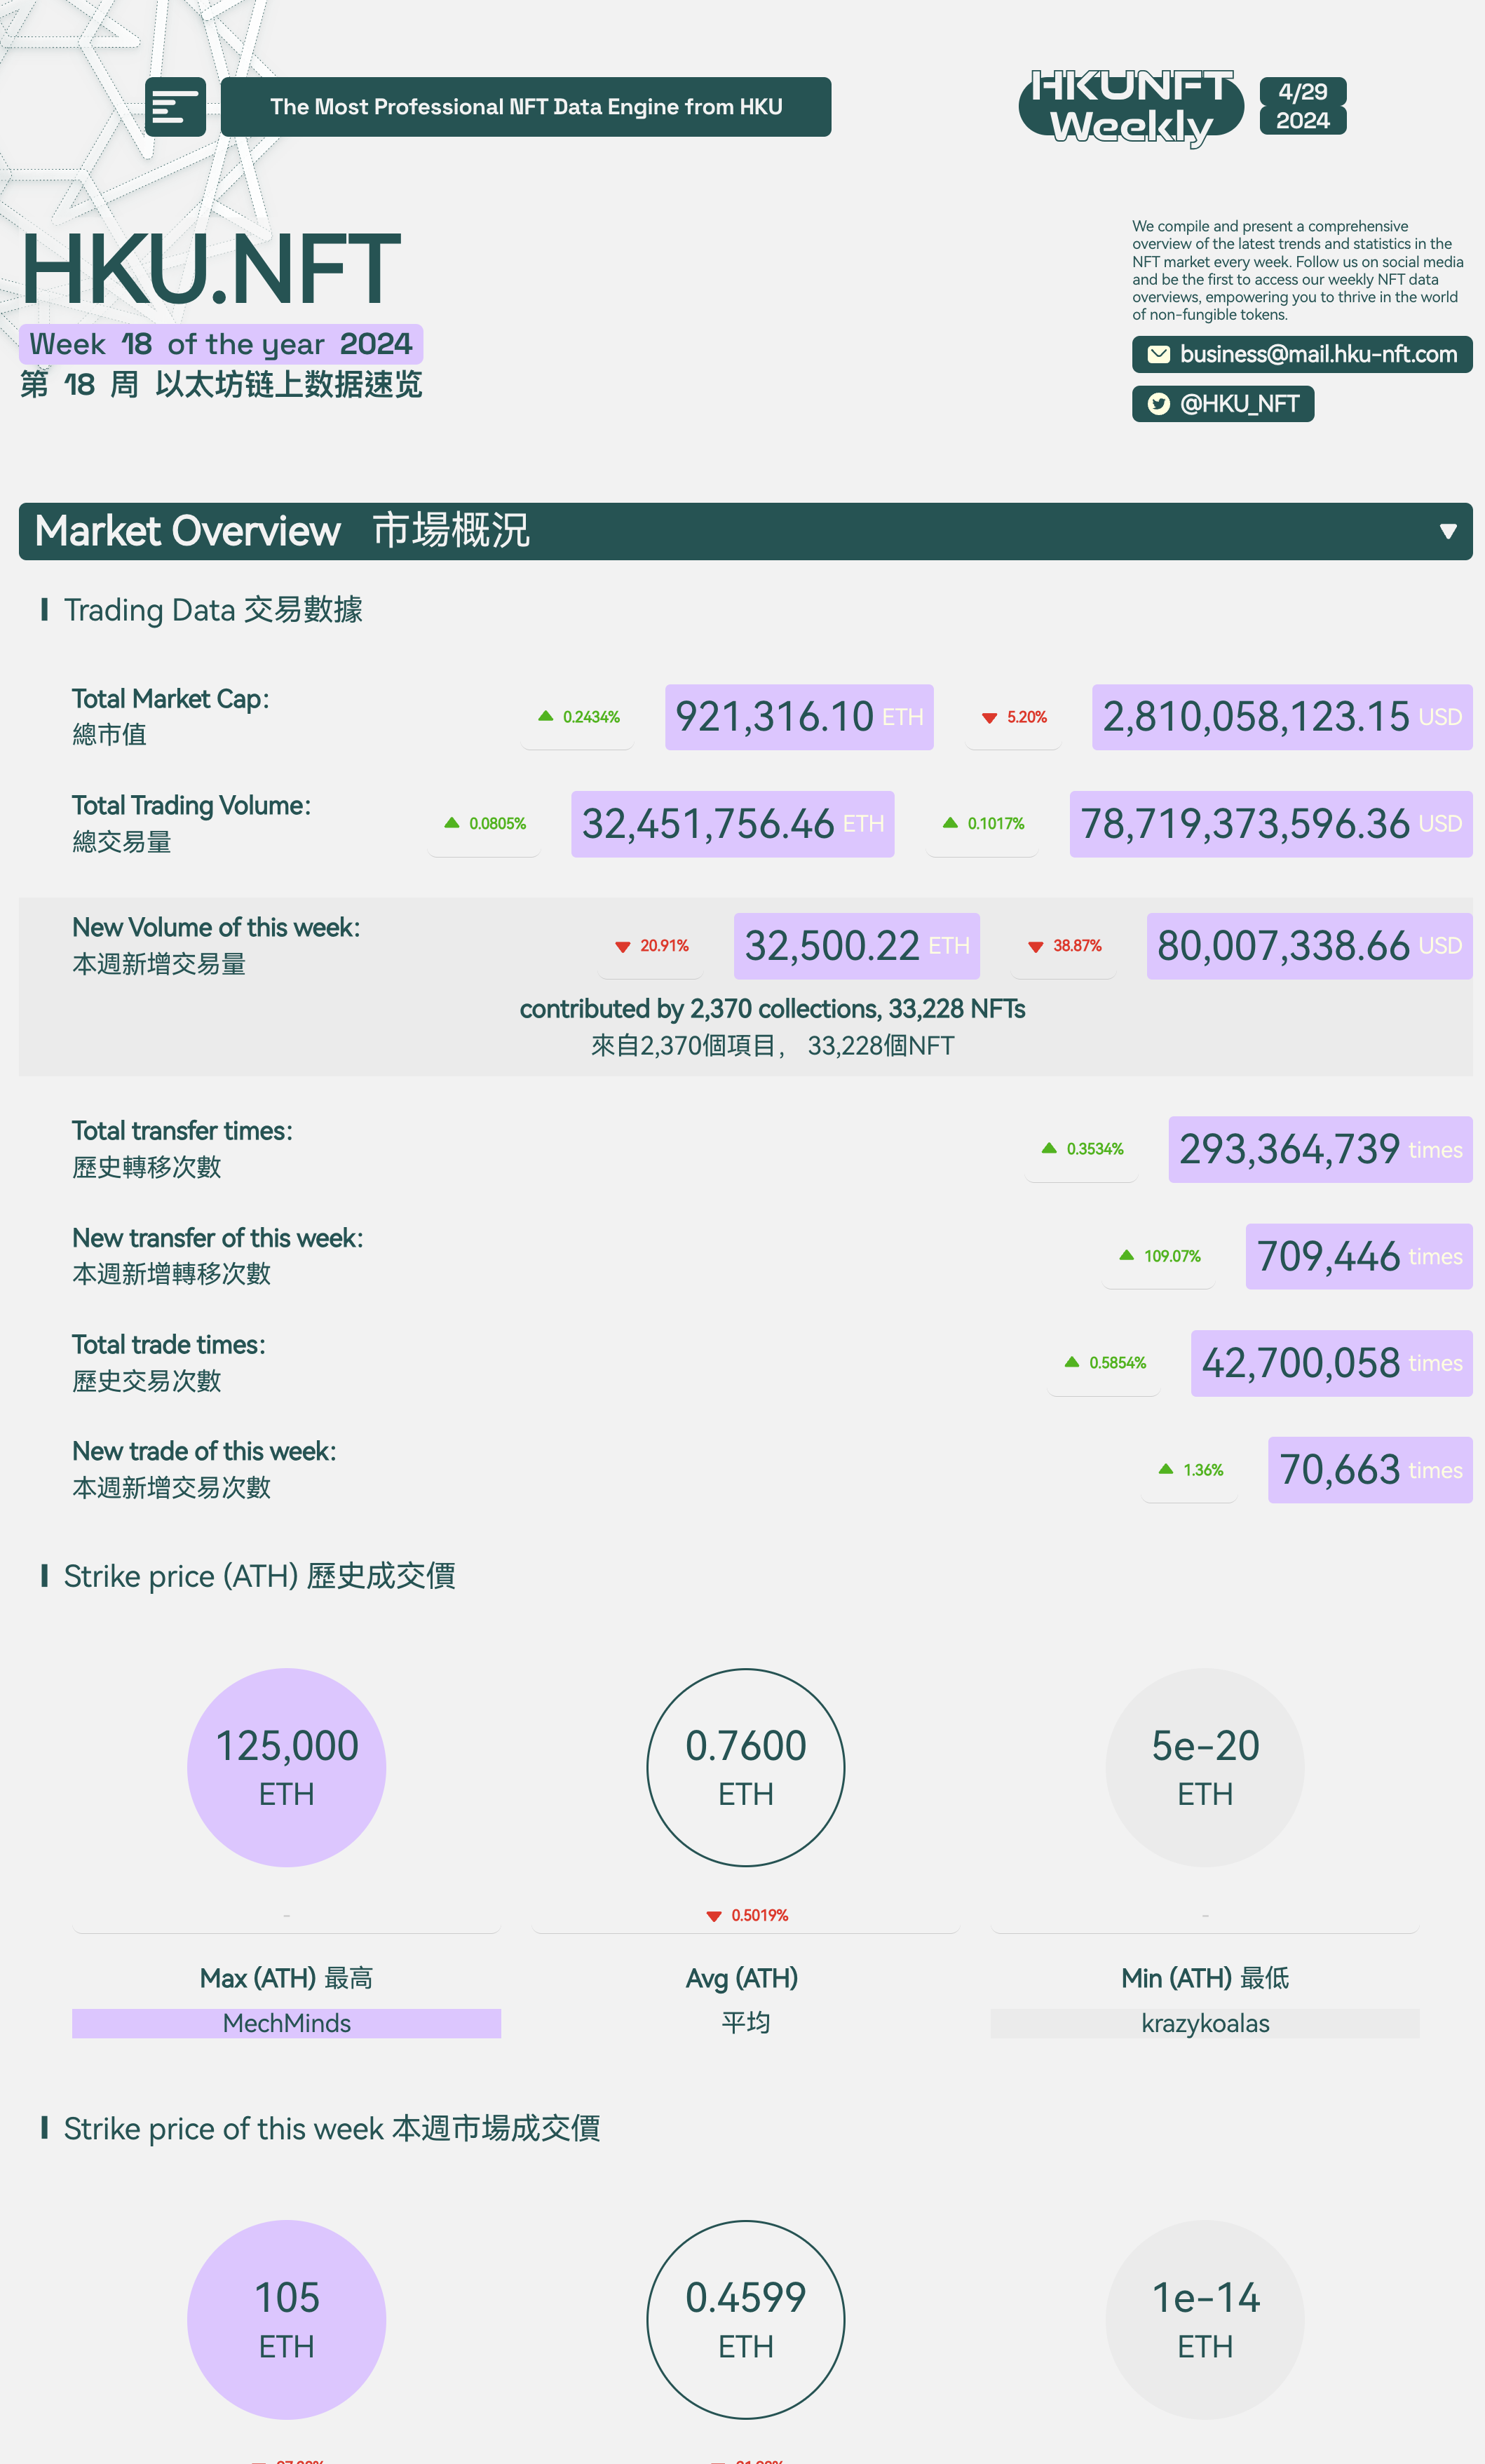 The Most Professional NFT Data Engine from HKU
HKUNFT
Weekly
4/29
2024
HKU.NFT
Week 18 of the year 2024
第 18 周 以太坊链上数据速览
We compile and present a comprehensive
overview of the latest trends and statistics in the
NFT market every week. Follow us on social media
and be the first to access our weekly NFT data
overviews, empowering you to thrive in the world
of non-fungible tokens.
business@mail.hku-nft.com
@HKU_NFT
Market Overview 市場概況
Trading Data 交易數據
Total Market Cap:
總市值
0.2434%
921,316.10 ETH
5.20%
2,810,058,123.15 USD
Total Trading Volume:
總交易量
0.0805%
32,451,756.46 ETH
0.1017%
78,719,373,596.36 USD
New Volume of this week:
本週新增交易量
20.91%
32,500.22 ETH
38.87%
80,007,338.66 USD
contributed by 2,370 collections, 33,228 NFTs
來自2,370個項目， 33,228個NFT
Total transfer times:
歷史轉移次數
0.3534%
293,364,739 times
New transfer of this week:
本週新增轉移次數
109.07%
709,446 times
Total trade times:
歷史交易次數
0.5854%
42,700,058 times
New trade of this week:
本週新增交易次數
1.36%
70,663 times
Strike price (ATH) 歷史成交價
125,000
ETH
-
Max (ATH) 最高
MechMinds
0.7600
ETH
0.5019%
Avg (ATH)
平均
5e-20
ETH
-
Min (ATH) 最低
krazykoalas
Strike price of this week 本週市場成交價
105
ETH
0.4599
ETH
1e-14
ETH